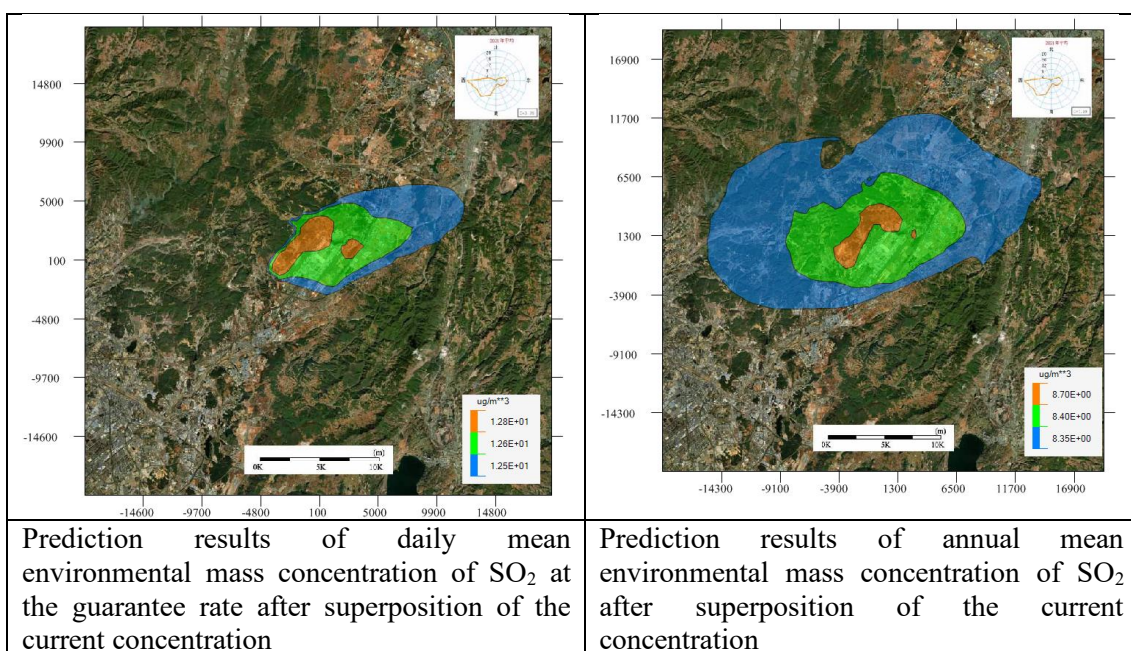 14800
9900
5000
100
-4800
-9700
-14600
-14600 -9700 -4800 100 5000 9900 14800
ug/m**3
1.28E+01
1.26E+01
1.25E+01
(m)
0K 5K 10K
16900
11700
6500
1300
-3900
-9100
-14300
-14300 -9100 -3900 1300 6500 11700 16900
ug/m**3
8.70E+00
8.40E+00
8.35E+00
(m)
0K 5K 10K
Prediction results of daily mean
environmental mass concentration of SO₂ at
the guarantee rate after superposition of the
current concentration
Prediction results of annual mean
environmental mass concentration of SO₂
after superposition of the current
concentration